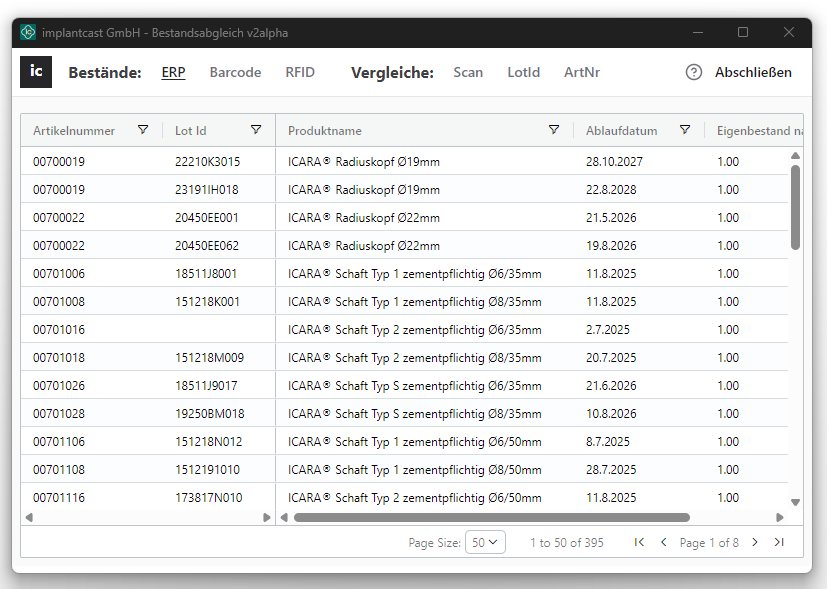 implantcast GmbH - Bestandsabgleich v2alpha
ic Bestände: ERP Barcode RFID Vergleiche: Scan LotId ArtNr ? Abschließen
Artikelnummer Lot Id Produktname Ablaufdatum Eigenbestand na
00700019 22210K3015 ICARA® Radiuskopf Ø19mm 28.10.2027 1.00
00700019 23191IH018 ICARA® Radiuskopf Ø19mm 22.8.2028 1.00
00700022 20450EE001 ICARA® Radiuskopf Ø22mm 21.5.2026 1.00
00700022 20450EE062 ICARA® Radiuskopf Ø22mm 19.8.2026 1.00
00701006 18511J8001 ICARA® Schaft Typ 1 zementpflichtig Ø6/35mm 11.8.2025 1.00
00701008 151218K001 ICARA® Schaft Typ 1 zementpflichtig Ø8/35mm 11.8.2025 1.00
00701016 ICARA® Schaft Typ 2 zementpflichtig Ø6/35mm 2.7.2025 1.00
00701018 151218M009 ICARA® Schaft Typ 2 zementpflichtig Ø8/35mm 20.7.2025 1.00
00701026 18511J9017 ICARA® Schaft Typ S zementpflichtig Ø6/35mm 21.6.2026 1.00
00701028 19250BM018 ICARA® Schaft Typ S zementpflichtig Ø8/35mm 10.8.2026 1.00
00701106 151218N012 ICARA® Schaft Typ 1 zementpflichtig Ø6/50mm 8.7.2025 1.00
00701108 1512191010 ICARA® Schaft Typ 1 zementpflichtig Ø8/50mm 28.7.2025 1.00
00701116 173817N010 ICARA® Schaft Typ 2 zementpflichtig Ø6/50mm 11.8.2025 1.00
Page Size: 50 1 to 50 of 395 Page 1 of 8